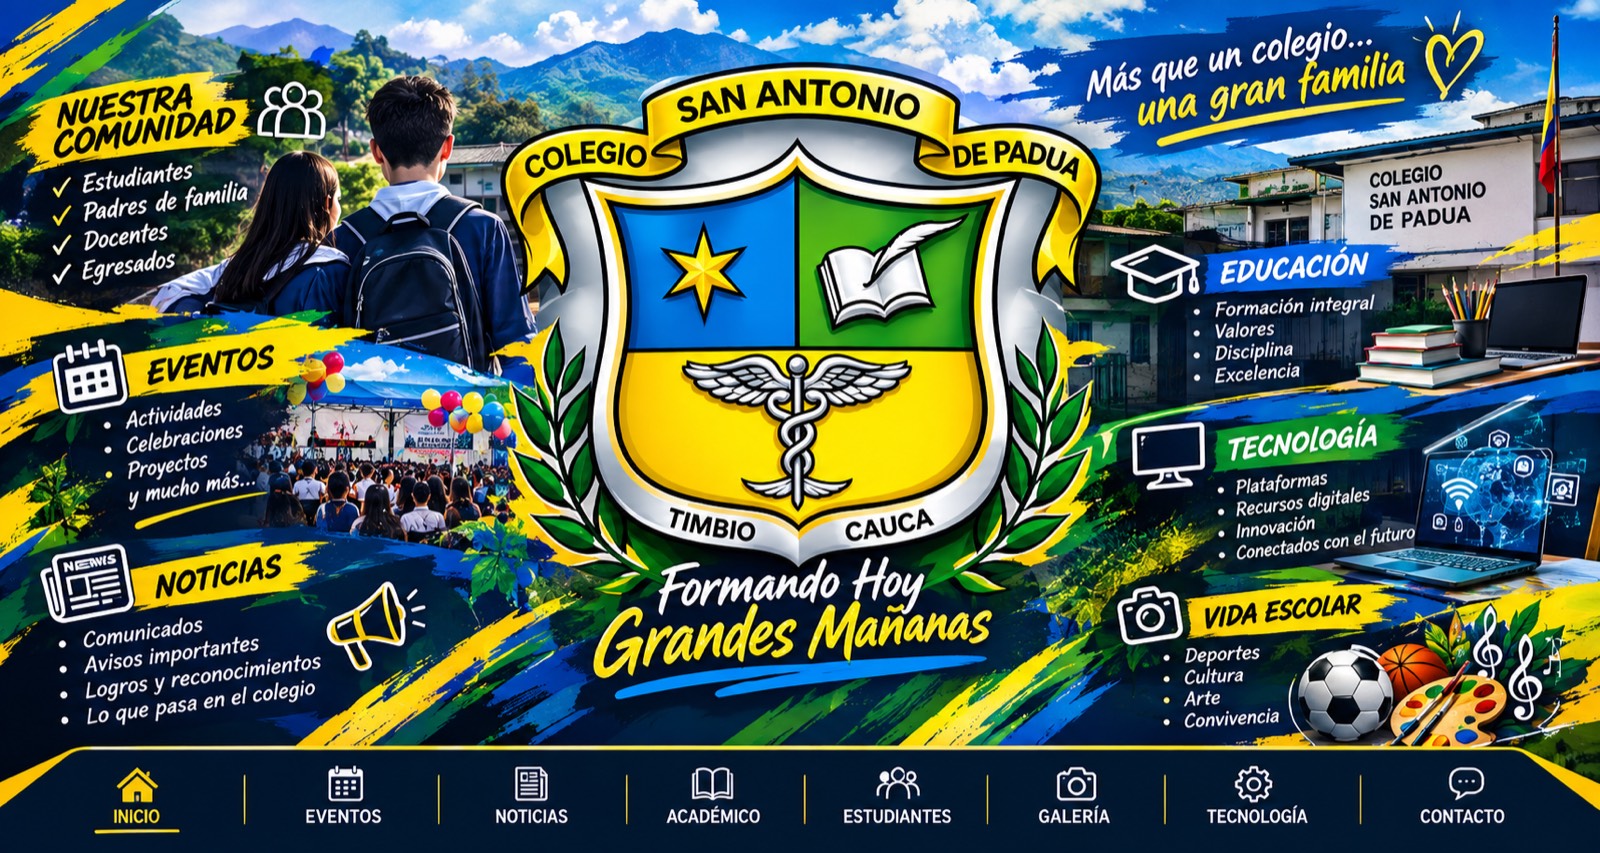 Más que un colegio...
una gran familia
NUESTRA
COMUNIDAD
✓ Estudiantes
✓ Padres de familia
✓ Docentes
✓ Egresados
SAN ANTONIO
COLEGIO
DE PADUA
TIMBIO
CAUCA
COLEGIO
SAN ANTONIO
DE PADUA
EDUCACIÓN
• Formación integral
• Valores
• Disciplina
• Excelencia
EVENTOS
• Actividades
• Celebraciones
• Proyectos
y mucho más...
TECNOLOGÍA
• Plataformas
• Recursos digitales
• Innovación
• Conectados con el futuro
NEWS
NOTICIAS
• Comunicados
• Avisos importantes
• Logros y reconocimientos
• Lo que pasa en el colegio
Formando Hoy
Grandes Mañanas
VIDA ESCOLAR
• Deportes
• Cultura
• Arte
• Convivencia
INICIO
EVENTOS
NOTICIAS
ACADÉMICO
ESTUDIANTES
GALERÍA
TECNOLOGÍA
CONTACTO